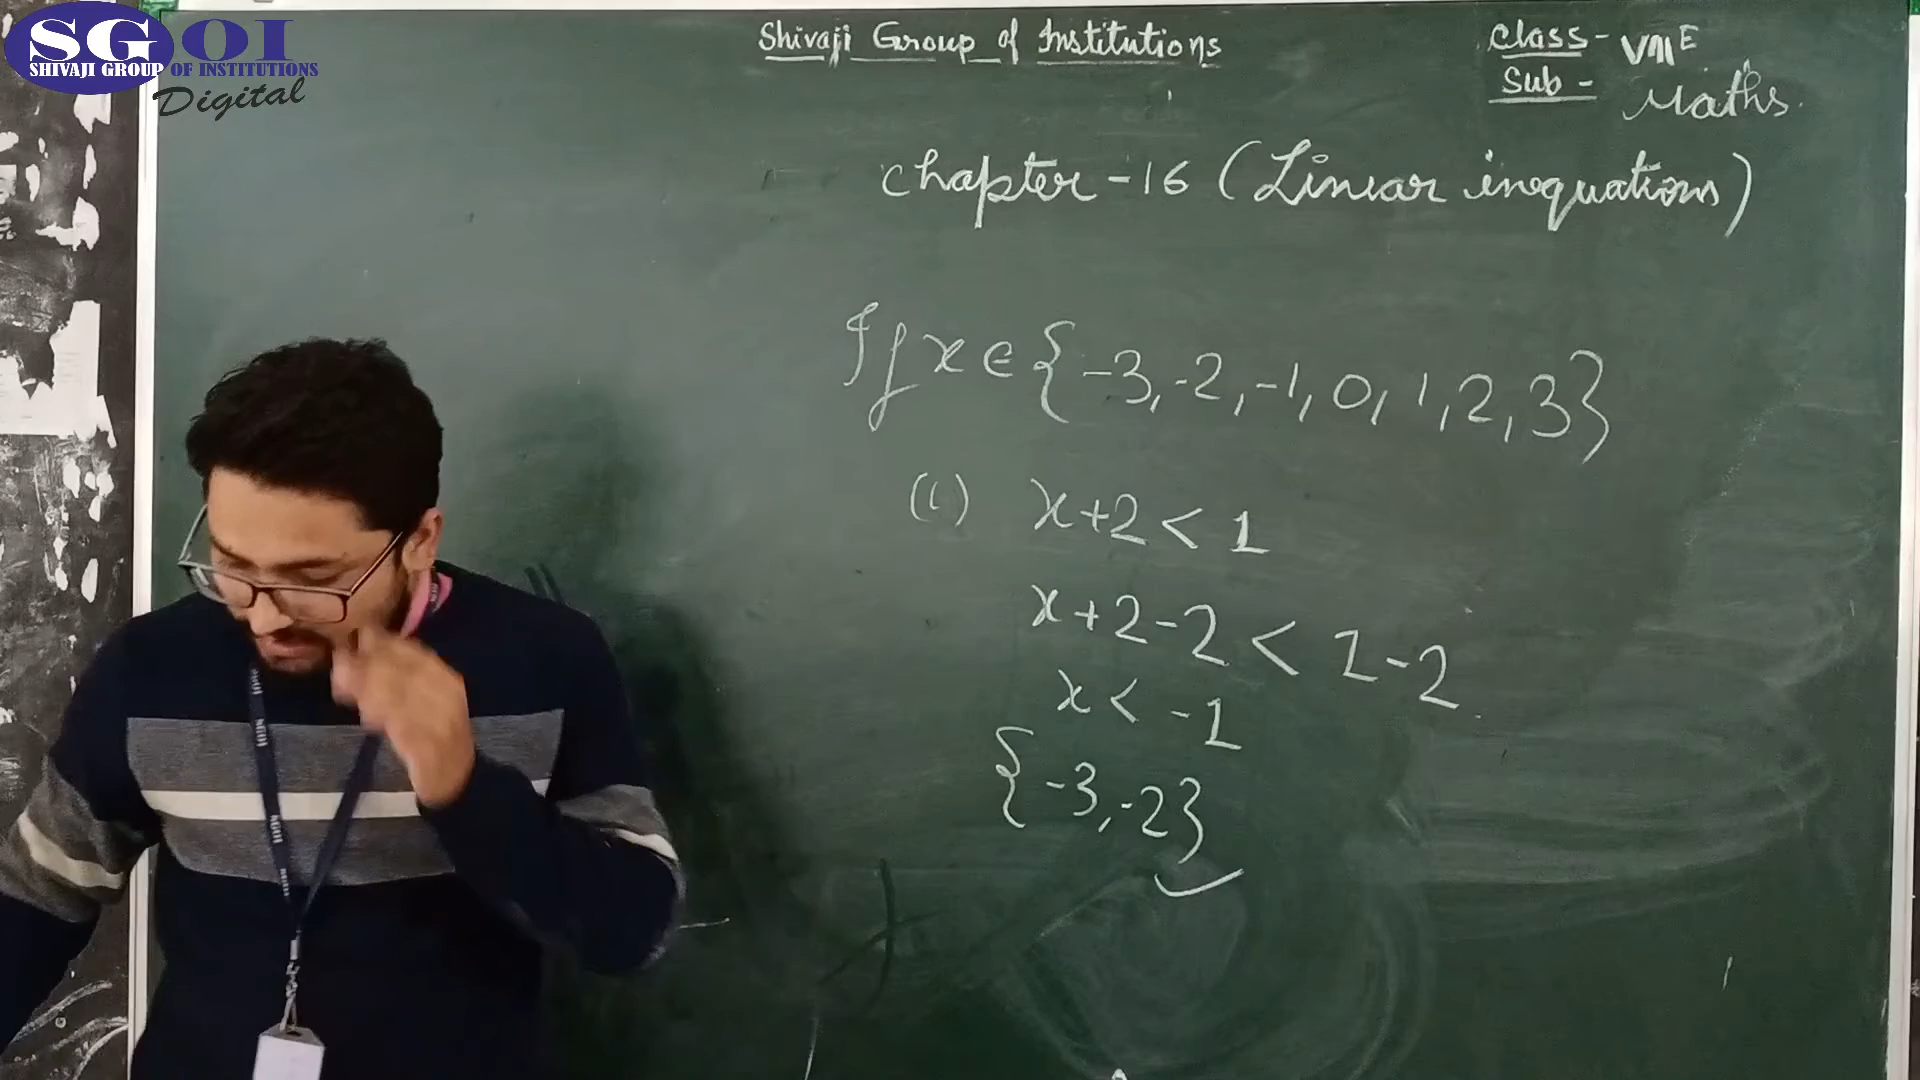 SGOI
SHIVAJI GROUP OF INSTITUTIONS
Digital
Shivaji Group of Institutions
Class - VIII E
Sub - Maths
Chapter - 16 (Linear inequations)
If x ∈ {-3, -2, -1, 0, 1, 2, 3}
(i) x+2 < 1
x+2-2 < 1-2
x < -1
{-3, -2}